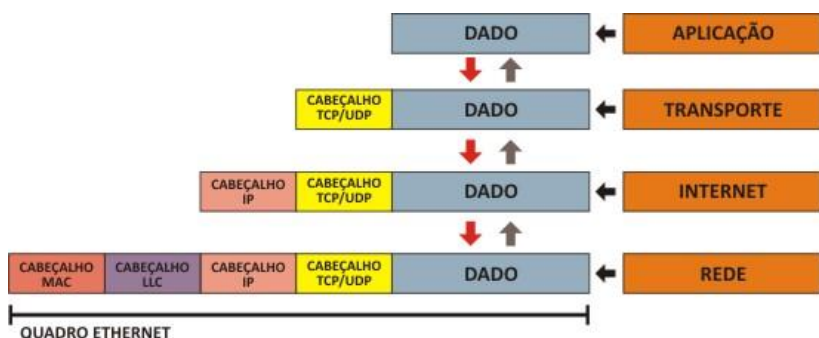 DADO
APLICAÇÃO
CABEÇALHO
TCP/UDP
DADO
TRANSPORTE
CABEÇALHO
IP
CABEÇALHO
TCP/UDP
DADO
INTERNET
CABEÇALHO
MAC
CABEÇALHO
LLC
CABEÇALHO
IP
CABEÇALHO
TCP/UDP
DADO
REDE
QUADRO ETHERNET